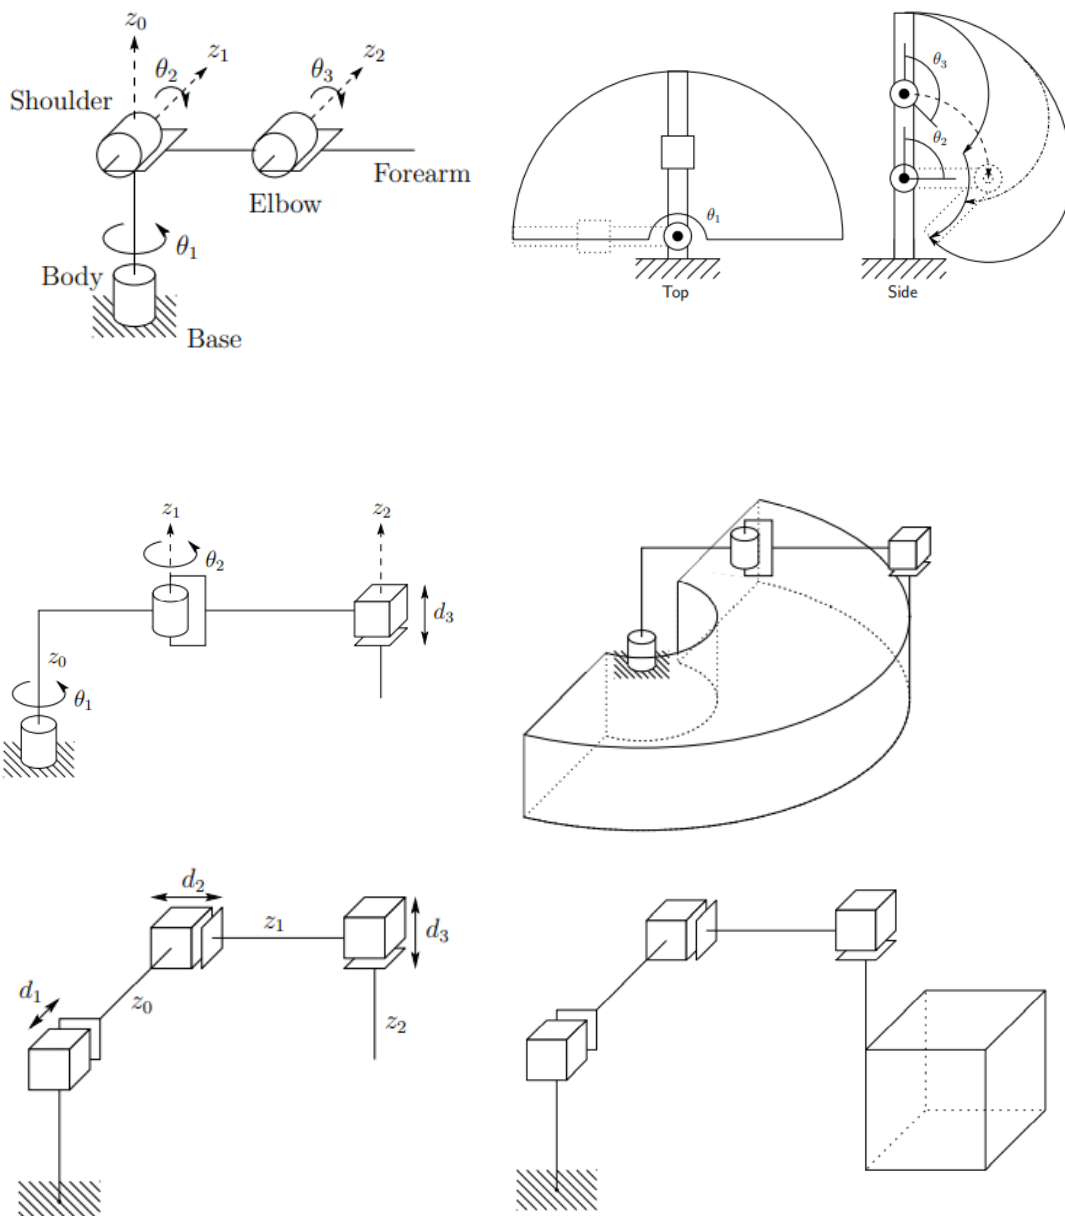 z₀
z₁
z₂
θ₂
θ₃
Shoulder
Forearm
Elbow
θ₁
Body
Base
θ₁
Top
θ₃
θ₂
Side
z₁
z₂
θ₂
d₃
z₀
θ₁
d₂
z₁
d₃
d₁
z₀
z₂